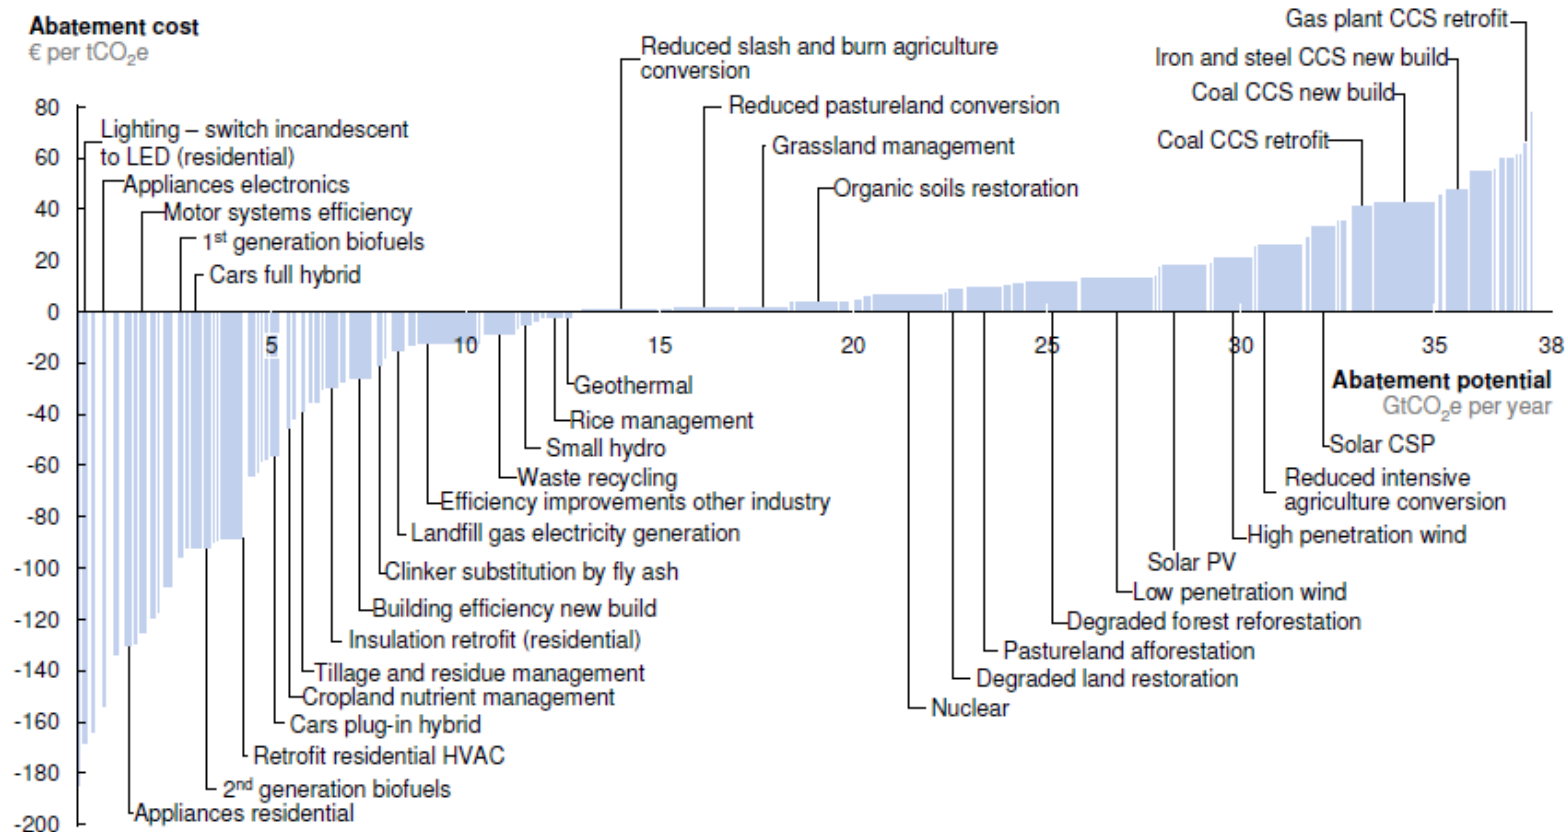 Abatement cost
€ per tCO₂e
Gas plant CCS retrofit
Reduced slash and burn agriculture
conversion
Iron and steel CCS new build
Coal CCS new build
80
Reduced pastureland conversion
Lighting – switch incandescent
to LED (residential)
Grassland management
Coal CCS retrofit
60
Appliances electronics
Organic soils restoration
40
Motor systems efficiency
1st generation biofuels
20
Cars full hybrid
0
5
10
15
20
25
30
35
38
-20
Abatement potential
GtCO₂e per year
Geothermal
-40
Rice management
Small hydro
Solar CSP
-60
Waste recycling
Reduced intensive
agriculture conversion
Efficiency improvements other industry
-80
Landfill gas electricity generation
High penetration wind
-100
Clinker substitution by fly ash
Solar PV
Low penetration wind
Building efficiency new build
-120
Degraded forest reforestation
Insulation retrofit (residential)
Pastureland afforestation
-140
Tillage and residue management
Degraded land restoration
Cropland nutrient management
-160
Nuclear
Cars plug-in hybrid
Retrofit residential HVAC
-180
2nd generation biofuels
Appliances residential
-200